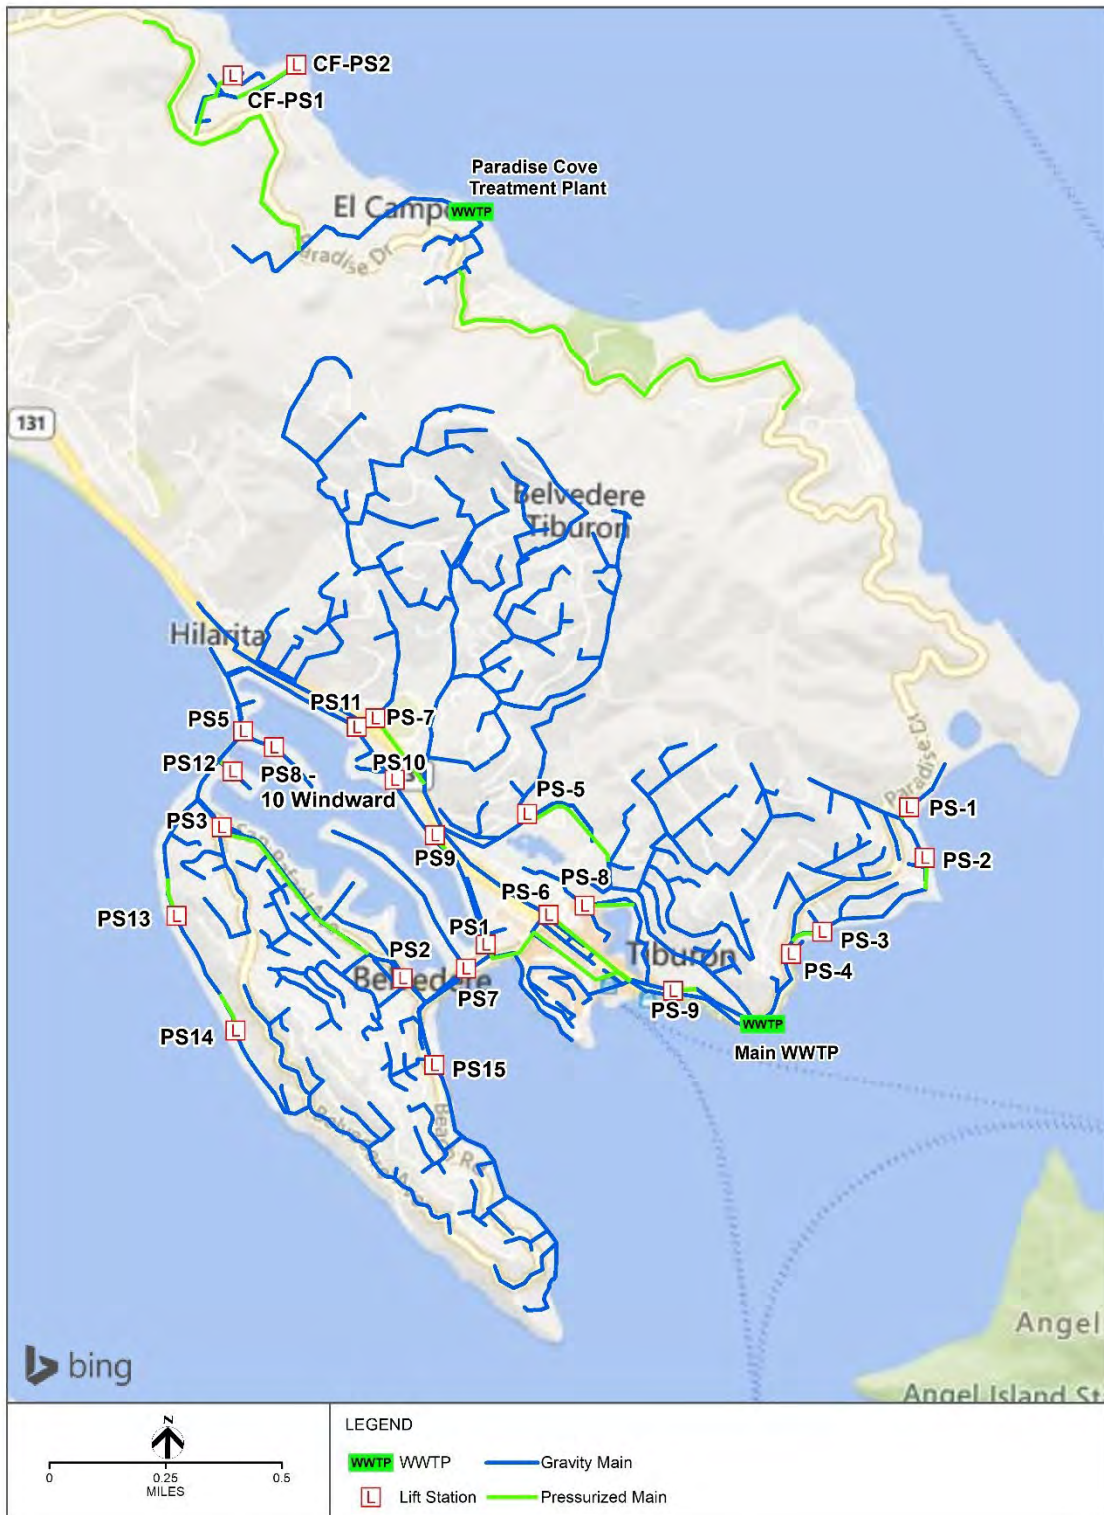 CF-PS2
CF-PS1
Paradise Cove
Treatment Plant
El Campo
WWTP
Paradise Dr
131
Belvedere
Tiburon
Hilarita
PS11
PS-7
PS5
PS12
PS10
PS8 -
10 Windward
PS-5
Paradise Dr
PS-1
PS3
PS9
PS-2
PS-8
PS-6
PS13
PS1
PS-3
PS2
Tiburon
PS-4
Belvedere
PS7
PS-9
WWTP
PS14
Main WWTP
PS15
Beach Rd
Belvedere Ave
Angel
Angel Island St
bing
N
0
0.25
0.5
MILES
LEGEND
WWTP WWTP
Gravity Main
L Lift Station
Pressurized Main